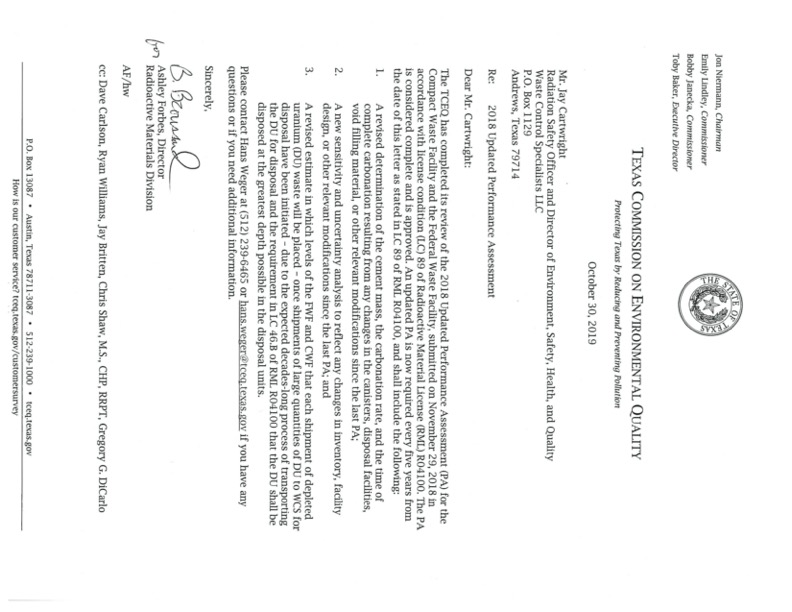 Jon Niermann, Chairman
Emily Lindley, Commissioner
Bobby Janecka, Commissioner
Toby Baker, Executive Director
THE STATE OF TEXAS
TEXAS COMMISSION ON ENVIRONMENTAL QUALITY
Protecting Texas by Reducing and Preventing Pollution
October 30, 2019
Mr. Jay Cartwright
Radiation Safety Officer and Director of Environment, Safety, Health, and Quality
Waste Control Specialists LLC
P.O. Box 1129
Andrews, Texas 79714
Re: 2018 Updated Performance Assessment
Dear Mr. Cartwright:
The TCEQ has completed its review of the 2018 Updated Performance Assessment (PA) for the
Compact Waste Facility and the Federal Waste Facility, submitted on November 29, 2018 in
accordance with license condition (LC) 89 of Radioactive Material License (RML) R04100. The PA
is considered complete and is approved. An updated PA is now required every five years from
the date of this letter as stated in LC 89 of RML R04100, and shall include the following:
1. A revised determination of the cement mass, the carbonation rate, and the time of
complete carbonation resulting from any changes in the canisters, disposal facilities,
void filling material, or other relevant modifications since the last PA;
2. A new sensitivity and uncertainty analysis to reflect any changes in inventory, facility
design, or other relevant modifications since the last PA; and
3. A revised estimate in which levels of the FWF and CWF that each shipment of depleted
uranium (DU) waste will be placed – once shipments of large quantities of DU to WCS for
disposal have been initiated – due to the expected decades-long process of transporting
the DU for disposal and the requirement in LC 46.B of RML R04100 that the DU shall be
disposed at the greatest depth possible in the disposal units.
Please contact Hans Weger at (512) 239-6465 or hans.weger@tceq.texas.gov if you have any
questions or if you need additional information.
Sincerely,
for
Ashley Forbes, Director
Radioactive Materials Division
AF/hw
cc: Dave Carlson, Ryan Williams, Jay Britten, Chris Shaw, M.S., CHP, RRPT, Gregory G. DiCarlo
P.O. Box 13087 • Austin, Texas 78711-3087 • 512-239-1000 • tceq.texas.gov
How is our customer service? tceq.texas.gov/customersurvey